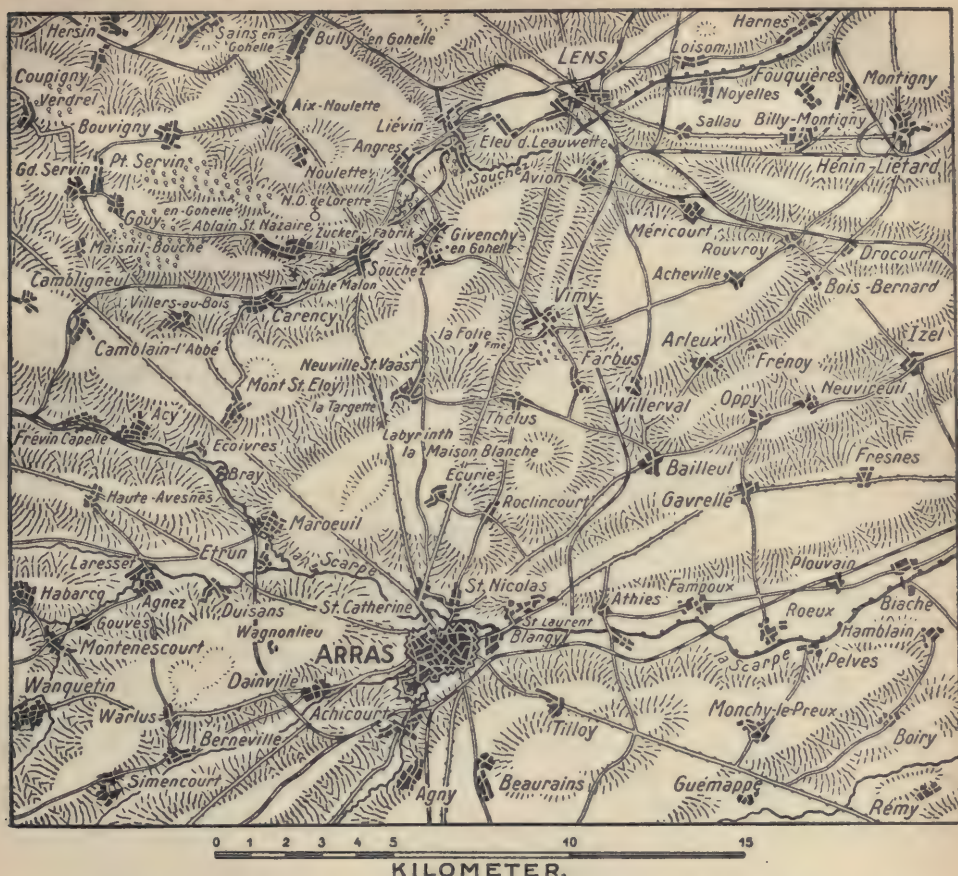 Hersin
Sains en
Gohelle
Bully en Gohelle
LENS
Harnes
Loisom
Coupigny
Verdrel
Fouquières
Montigny
Noyelles
Aix-Noulette
Bouvigny
Liévin
Sallau
Billy-Montigny
Angres
Eleu d. Leauwette
Pt. Servin
Gd. Servin
Noulette
Souchez
Avion
Hénin-Liétard
N.D. de Lorette
Gouy
en-Gohelle
Ablain St. Nazaire
Zucker
Fabrik
Givenchy
en Gohelle
Méricourt
Rouvroy
Drocourt
Maisnil-Bouché
Souchez
Mühle Malon
Acheville
Bois-Bernard
Cambligneul
Villers-au-Bois
Carency
Vimy
Camblain-l'Abbé
la Folie
Fme
Arleux
Izel
Neuville St. Vaast
Farbus
Frénoy
Mont St. Eloy
la Targette
Willerval
Neuvireuil
Oppy
Acy
Thélus
Frévin Capelle
Ecoivres
Labyrinth
la Maison Blanche
Bray
Ecurie
Bailleul
Fresnes
Haute-Avesnes
Roclincourt
Gavrelle
Maroeuil
Etrun
la Scarpe
Laresset
Plouvain
Habarcq
Agnez
Duisans
St. Catherine
St. Nicolas
Athies
Fampoux
Biache
Gouves
Wagnonlieu
St Laurent
Roeux
Montenescourt
Blangy
Hamblain
ARRAS
la Scarpe
Pelves
Wanquetin
Dainville
Warlus
Achicourt
Tilloy
Monchy-le-Preux
Berneville
Boiry
Simencourt
Agny
Beaurains
Guémappe
Rémy
0 1 2 3 4 5 10 15
KILOMETER.